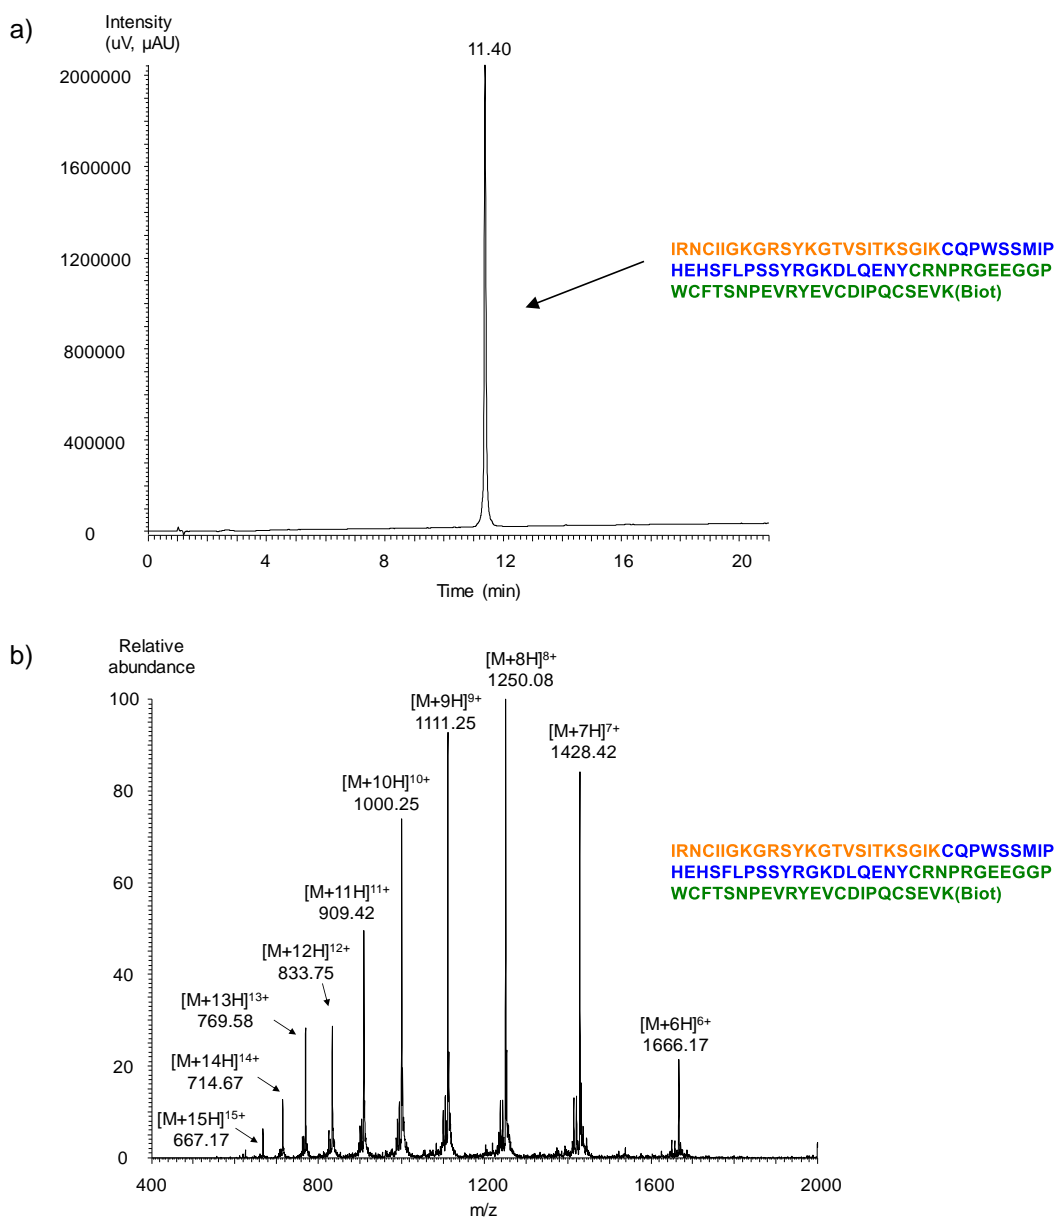 a)
Intensity
(uV, µAU)
11.40
2000000
1600000
1200000
800000
400000
0
0 4 8 12 16 20
Time (min)
IRNCIIGKGRSYKGTVSITKSGIKCQPWSSMIP
HEHSFLPSSYRGKDLQENYCRNPRGEEGGP
WCFTSNPEVRYEVCDIPQCSEVK(Biot)
b)
Relative
abundance
[M+8H]8+
1250.08
[M+9H]9+
1111.25
[M+7H]7+
1428.42
[M+10H]10+
1000.25
[M+11H]11+
909.42
[M+12H]12+
833.75
[M+13H]13+
769.58
[M+14H]14+
714.67
[M+15H]15+
667.17
[M+6H]6+
1666.17
100
80
60
40
20
0
400 800 1200 1600 2000
m/z
IRNCIIGKGRSYKGTVSITKSGIKCQPWSSMIP
HEHSFLPSSYRGKDLQENYCRNPRGEEGGP
WCFTSNPEVRYEVCDIPQCSEVK(Biot)